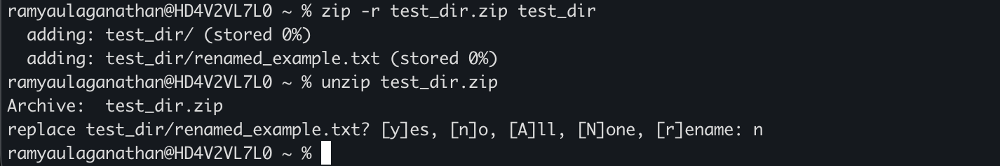 ramyaulaganathan@HD4V2VL7L0 ~ % zip -r test_dir.zip test_dir
  adding: test_dir/ (stored 0%)
  adding: test_dir/renamed_example.txt (stored 0%)
ramyaulaganathan@HD4V2VL7L0 ~ % unzip test_dir.zip
Archive:  test_dir.zip
replace test_dir/renamed_example.txt? [y]es, [n]o, [A]ll, [N]one, [r]ename: n
ramyaulaganathan@HD4V2VL7L0 ~ %